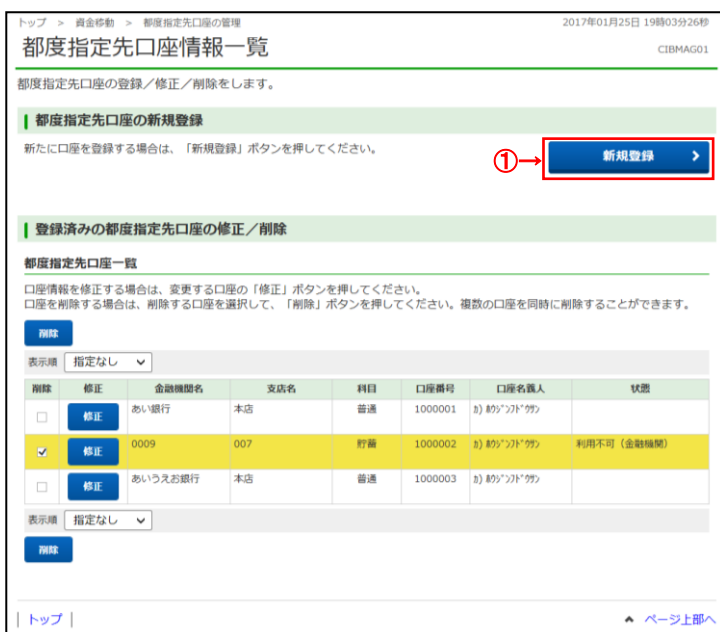 トップ > 資金移動 > 都度指定先口座の管理 2017年01月25日 19時03分26秒
都度指定先口座情報一覧 CIBMAG01
都度指定先口座の登録／修正／削除をします。
都度指定先口座の新規登録
新たに口座を登録する場合は、「新規登録」ボタンを押してください。
①→ 新規登録
登録済みの都度指定先口座の修正／削除
都度指定先口座一覧
口座情報を修正する場合は、変更する口座の「修正」ボタンを押してください。
口座を削除する場合は、削除する口座を選択して、「削除」ボタンを押してください。複数の口座を同時に削除することができます。
削除
表示順 指定なし
削除 修正 金融機関名 支店名 科目 口座番号 口座名義人 状態
修正 あい銀行 本店 普通 1000001 ｶ) ﾎｳｼﾞﾝﾌﾄﾞｳｻﾝ
修正 0009 007 貯蓄 1000002 ｶ) ﾎｳｼﾞﾝﾌﾄﾞｳｻﾝ 利用不可（金融機関）
修正 あいうえお銀行 本店 普通 1000003 ｶ) ﾎｳｼﾞﾝﾌﾄﾞｳｻﾝ
表示順 指定なし
削除
| トップ | ページ上部へ